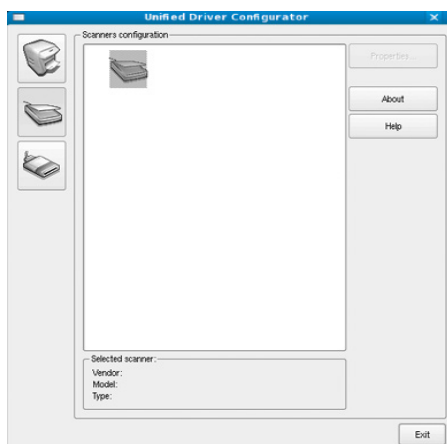 Unified Driver Configurator
Scanners configuration
Properties...
About
Help
Selected scanner:
Vendor:
Model:
Type:
Exit